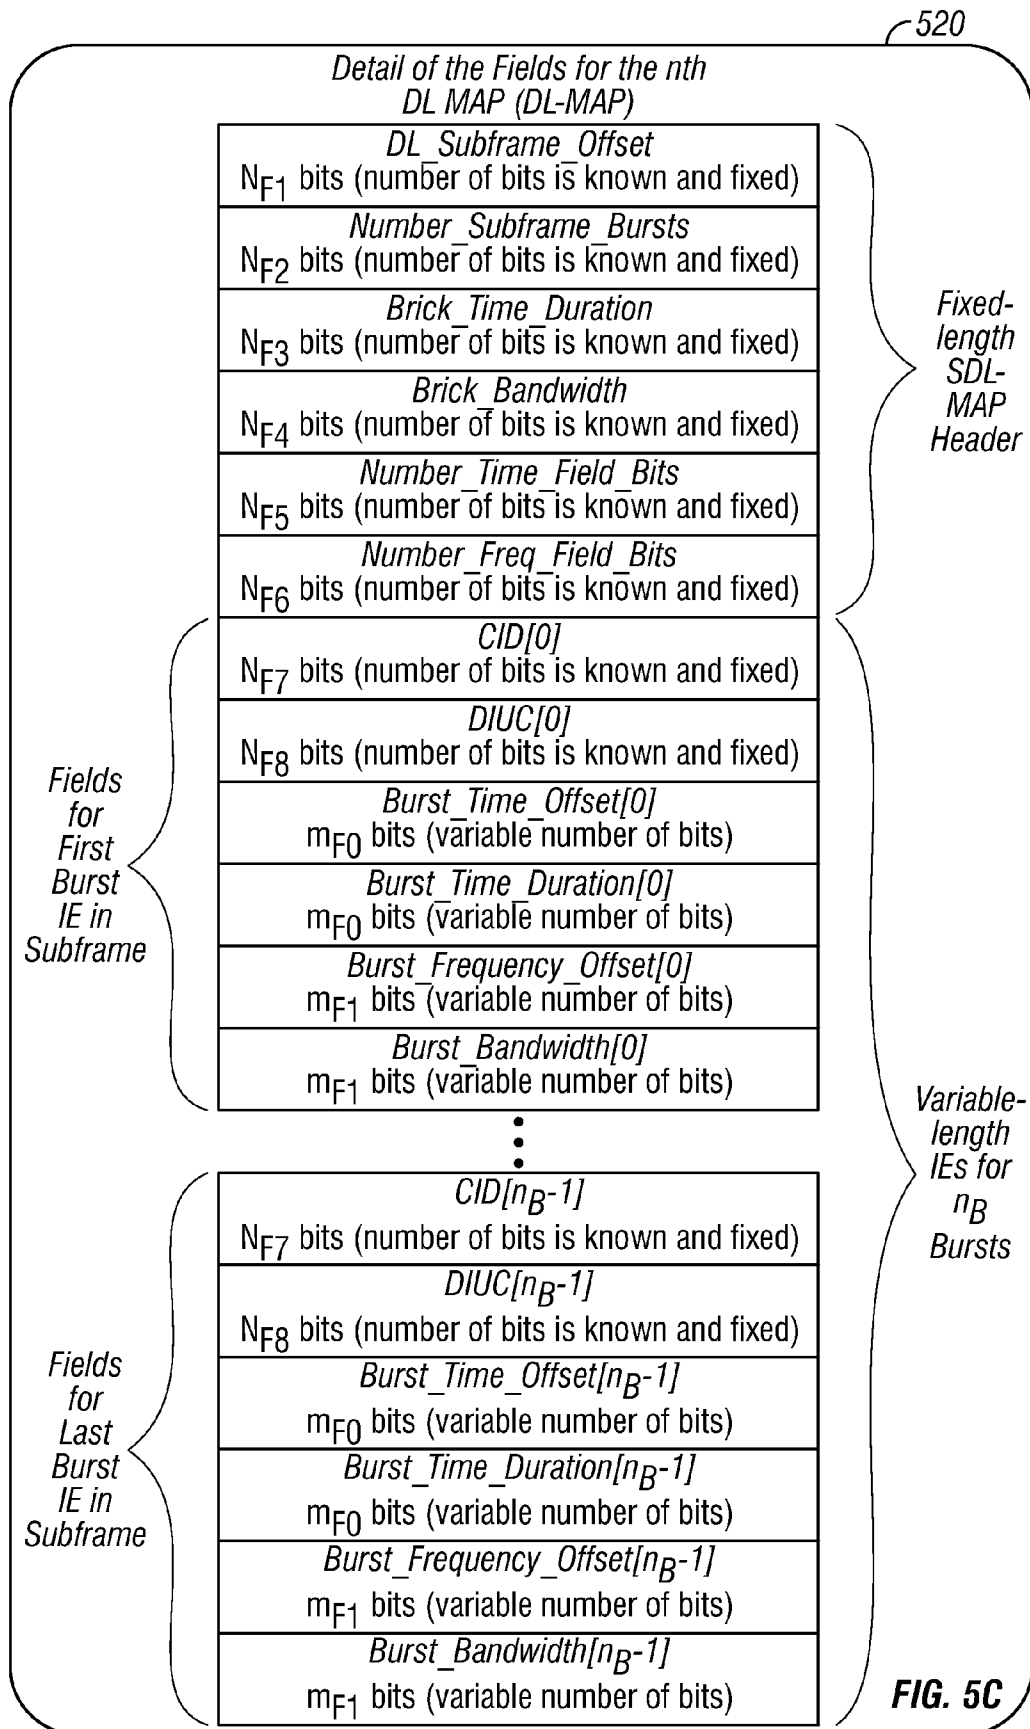 520
Detail of the Fields for the nth
DL MAP (DL-MAP)
DL_Subframe_Offset
NF1 bits (number of bits is known and fixed)
Number_Subframe_Bursts
NF2 bits (number of bits is known and fixed)
Brick_Time_Duration
NF3 bits (number of bits is known and fixed)
Brick_Bandwidth
NF4 bits (number of bits is known and fixed)
Number_Time_Field_Bits
NF5 bits (number of bits is known and fixed)
Number_Freq_Field_Bits
NF6 bits (number of bits is known and fixed)
Fixed-
length
SDL-
MAP
Header
CID[0]
NF7 bits (number of bits is known and fixed)
DIUC[0]
NF8 bits (number of bits is known and fixed)
Burst_Time_Offset[0]
mF0 bits (variable number of bits)
Burst_Time_Duration[0]
mF0 bits (variable number of bits)
Burst_Frequency_Offset[0]
mF1 bits (variable number of bits)
Burst_Bandwidth[0]
mF1 bits (variable number of bits)
Fields
for
First
Burst
IE in
Subframe
Variable-
length
IEs for
nB
Bursts
CID[nB-1]
NF7 bits (number of bits is known and fixed)
DIUC[nB-1]
NF8 bits (number of bits is known and fixed)
Burst_Time_Offset[nB-1]
mF0 bits (variable number of bits)
Burst_Time_Duration[nB-1]
mF0 bits (variable number of bits)
Burst_Frequency_Offset[nB-1]
mF1 bits (variable number of bits)
Burst_Bandwidth[nB-1]
mF1 bits (variable number of bits)
Fields
for
Last
Burst
IE in
Subframe
FIG. 5C